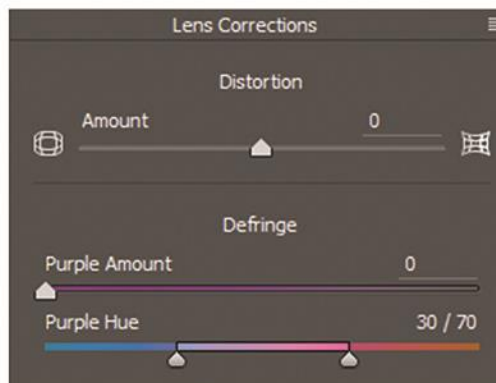 Lens Corrections
Distortion
Amount 0
Defringe
Purple Amount 0
Purple Hue 30 / 70